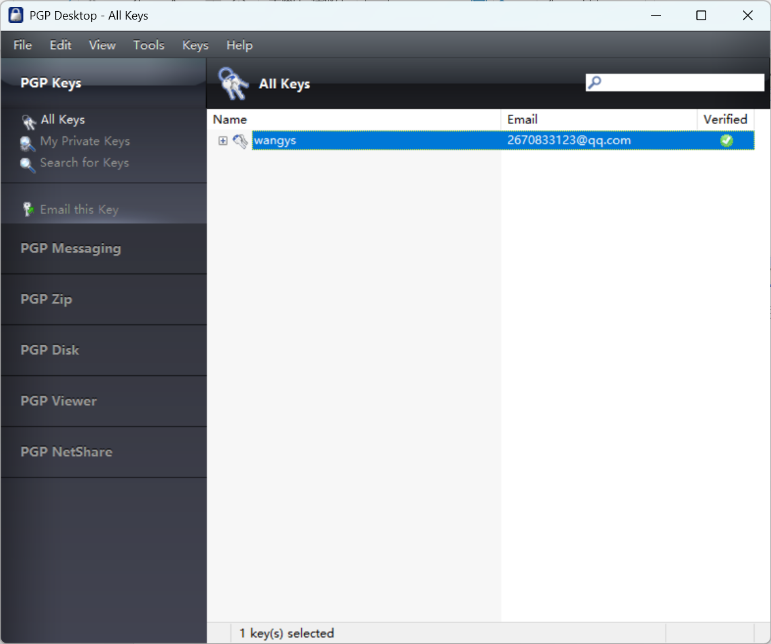 PGP Desktop - All Keys
File Edit View Tools Keys Help
PGP Keys
All Keys
My Private Keys
Search for Keys
Email this Key
PGP Messaging
PGP Zip
PGP Disk
PGP Viewer
PGP NetShare
All Keys
Name Email Verified
wangys 2670833123@qq.com
1 key(s) selected